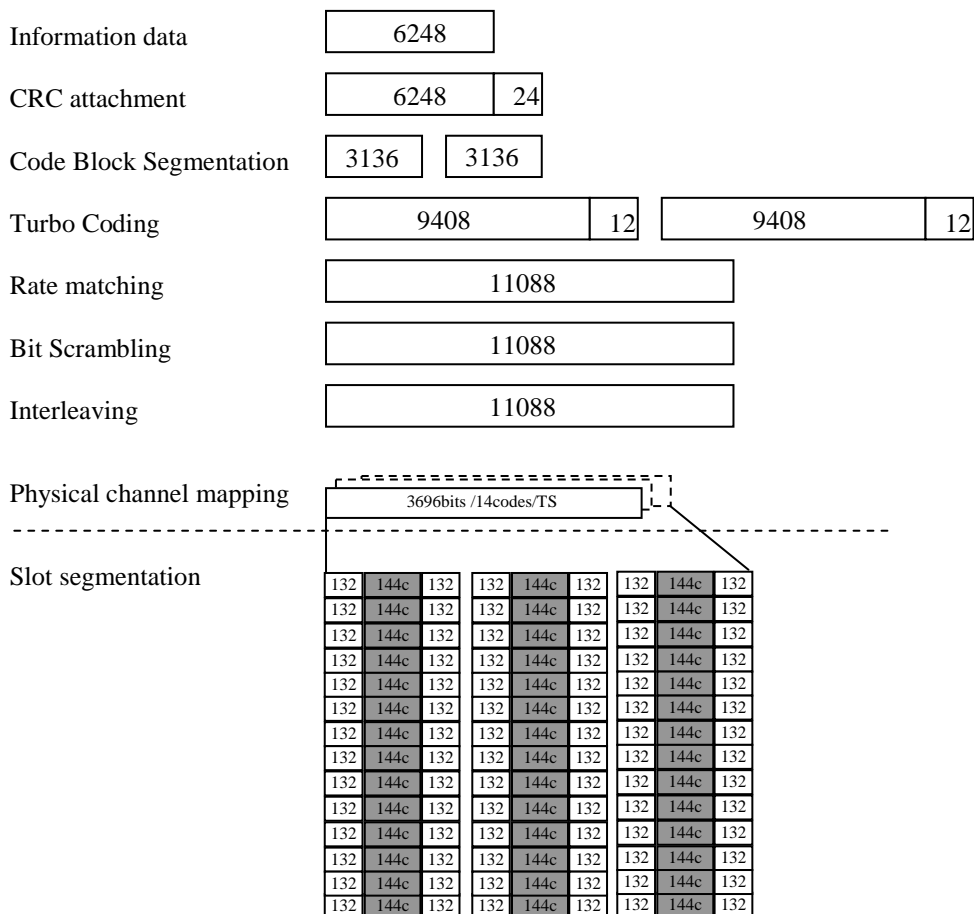 Information data 6248
CRC attachment 6248 24
Code Block Segmentation 3136 3136
Turbo Coding 9408 12 9408 12
Rate matching 11088
Bit Scrambling 11088
Interleaving 11088
Physical channel mapping 3696bits /14codes/TS
Slot segmentation
132 144c 132 132 144c 132 132 144c 132
132 144c 132 132 144c 132 132 144c 132
132 144c 132 132 144c 132 132 144c 132
132 144c 132 132 144c 132 132 144c 132
132 144c 132 132 144c 132 132 144c 132
132 144c 132 132 144c 132 132 144c 132
132 144c 132 132 144c 132 132 144c 132
132 144c 132 132 144c 132 132 144c 132
132 144c 132 132 144c 132 132 144c 132
132 144c 132 132 144c 132 132 144c 132
132 144c 132 132 144c 132 132 144c 132
132 144c 132 132 144c 132 132 144c 132
132 144c 132 132 144c 132 132 144c 132
132 144c 132 132 144c 132 132 144c 132